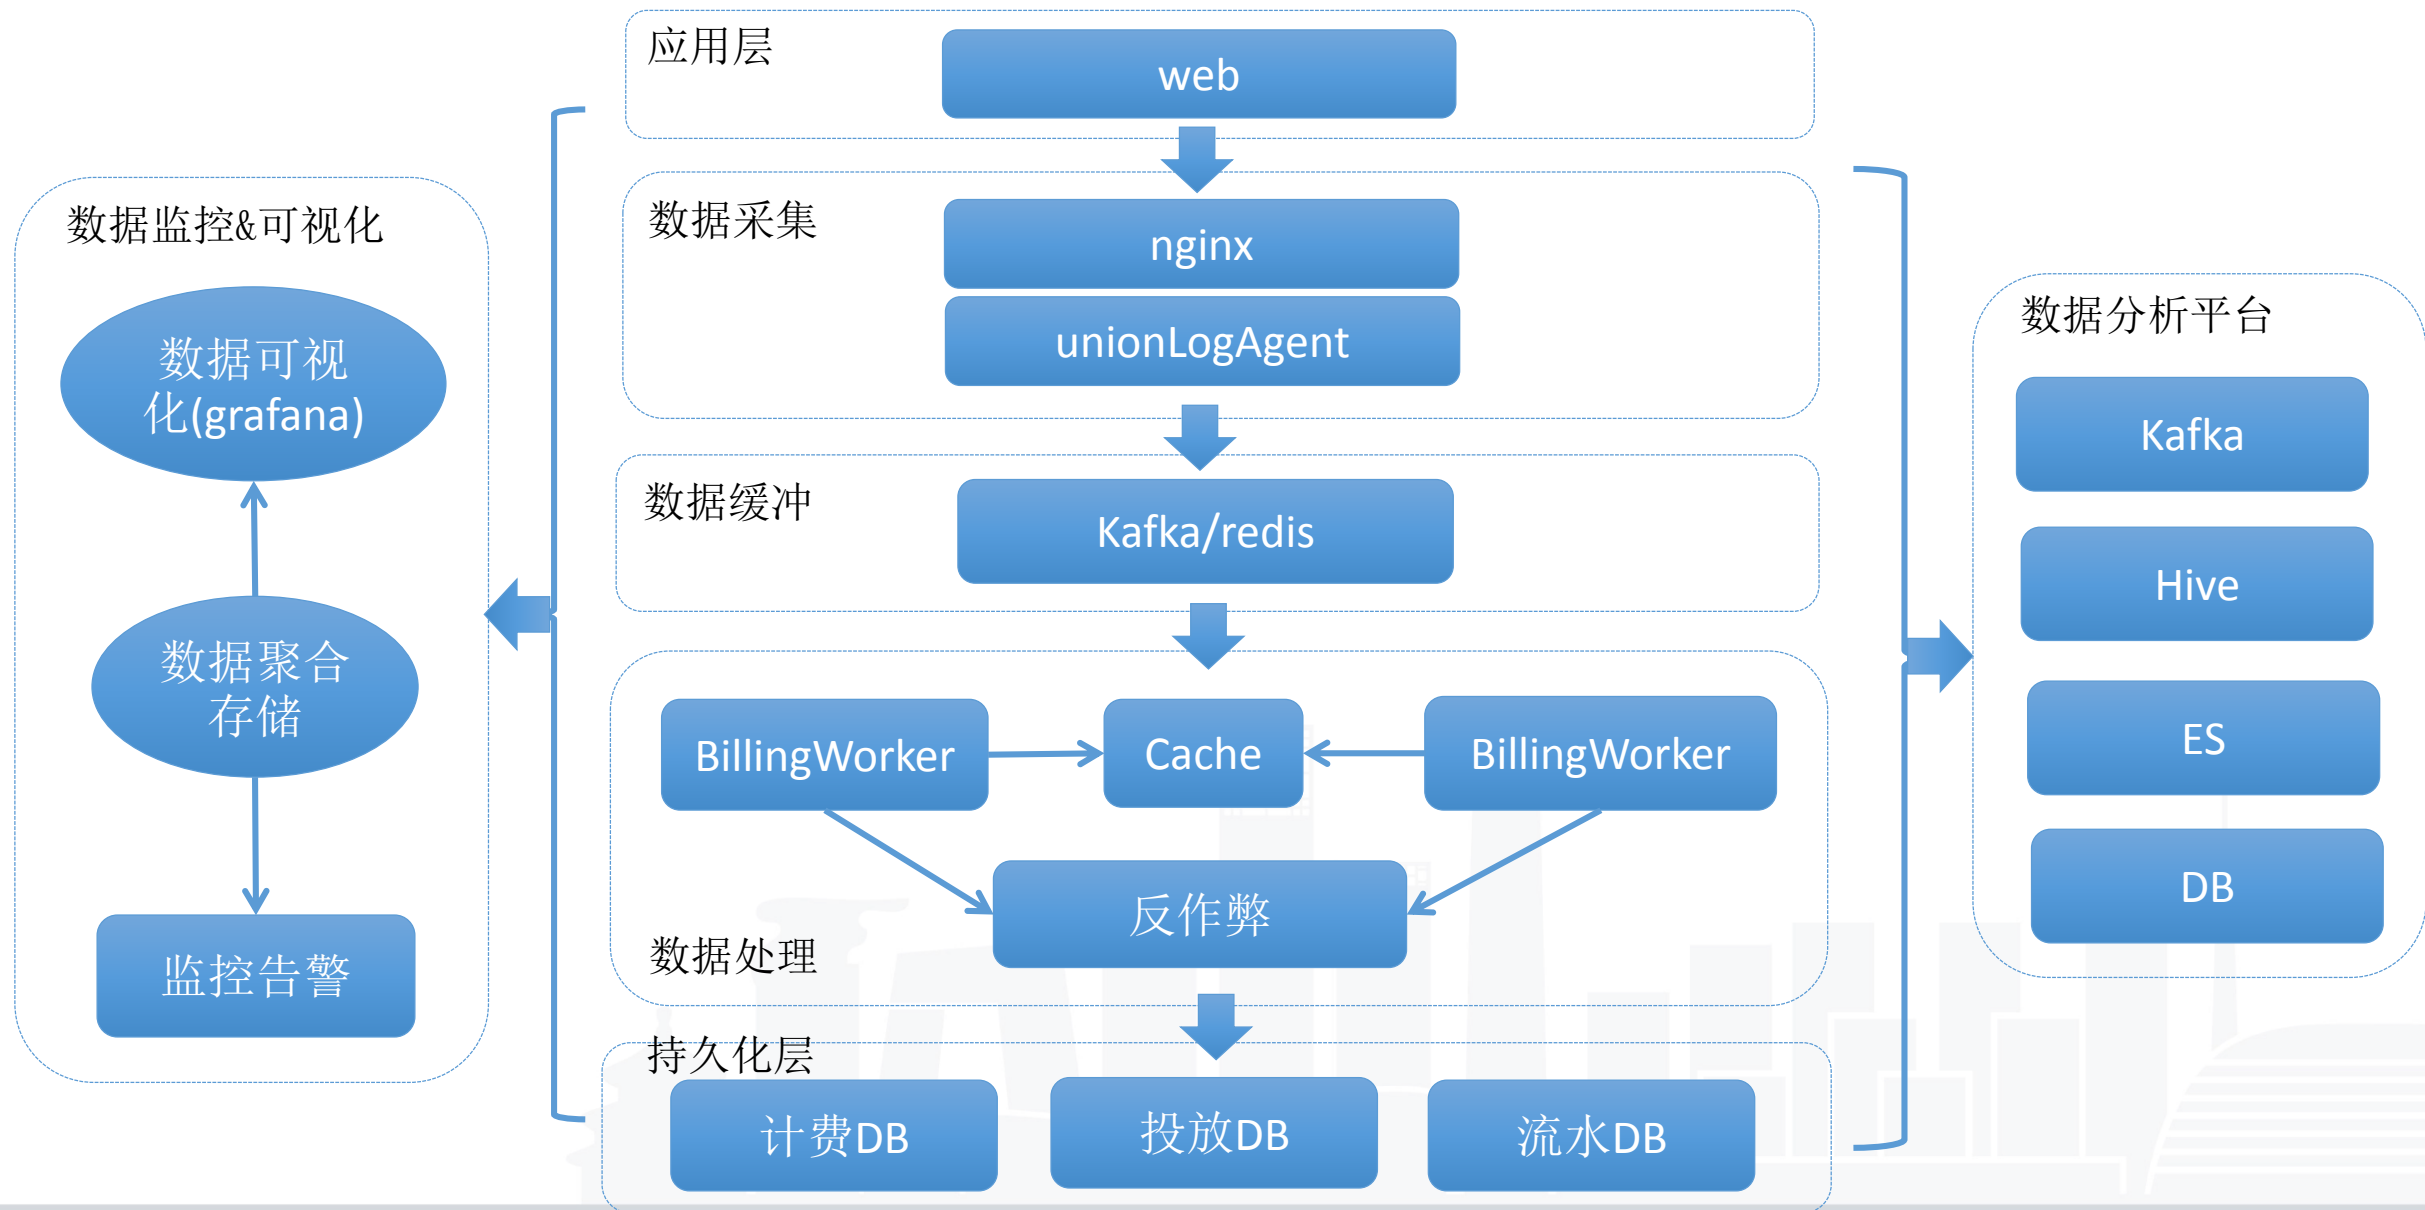 应用层
web
数据采集
nginx
unionLogAgent
数据缓冲
Kafka/redis
BillingWorker
Cache
BillingWorker
反作弊
数据处理
持久化层
计费DB
投放DB
流水DB
数据监控&可视化
数据可视
化(grafana)
数据聚合
存储
监控告警
数据分析平台
Kafka
Hive
ES
DB